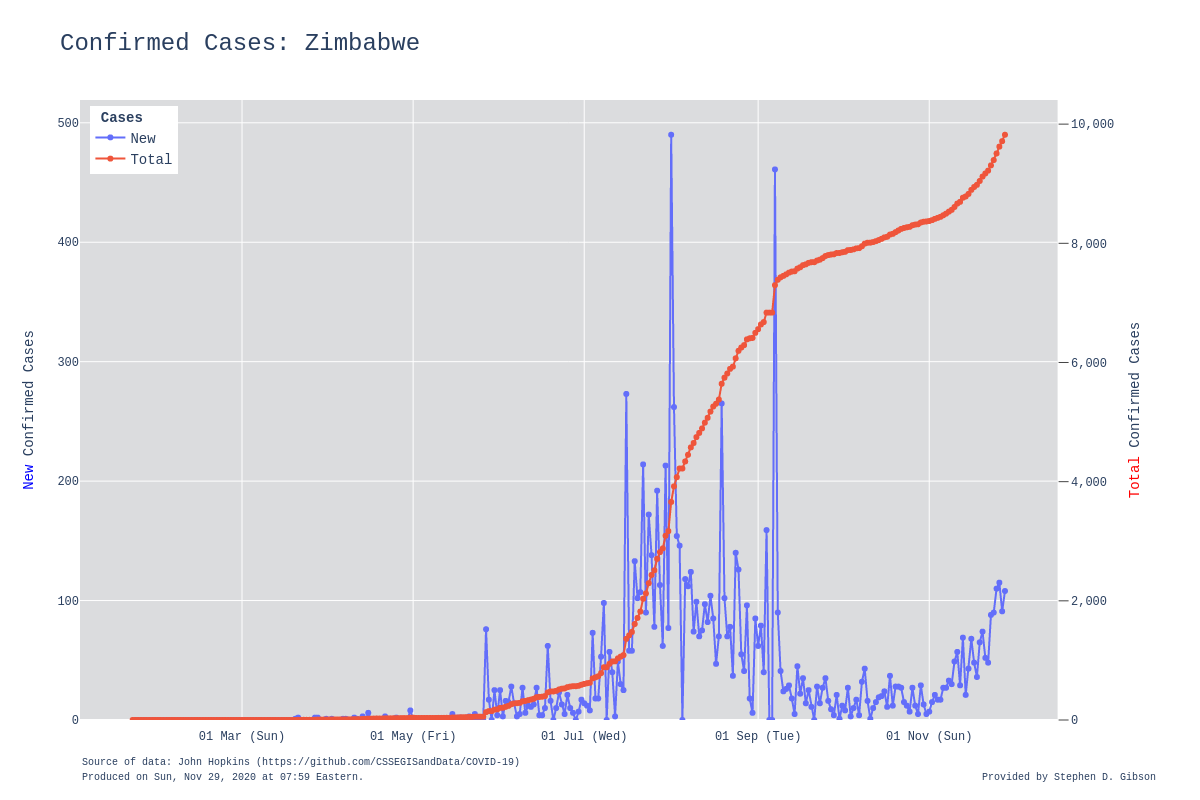 Confirmed Cases: Zimbabwe
Cases
New
Total
500
400
300
200
100
0
10,000
8,000
6,000
4,000
2,000
0
New Confirmed Cases
Total Confirmed Cases
01 Mar (Sun)
01 May (Fri)
01 Jul (Wed)
01 Sep (Tue)
01 Nov (Sun)
Source of data: John Hopkins (https://github.com/CSSEGISandData/COVID-19)
Produced on Sun, Nov 29, 2020 at 07:59 Eastern.
Provided by Stephen D. Gibson